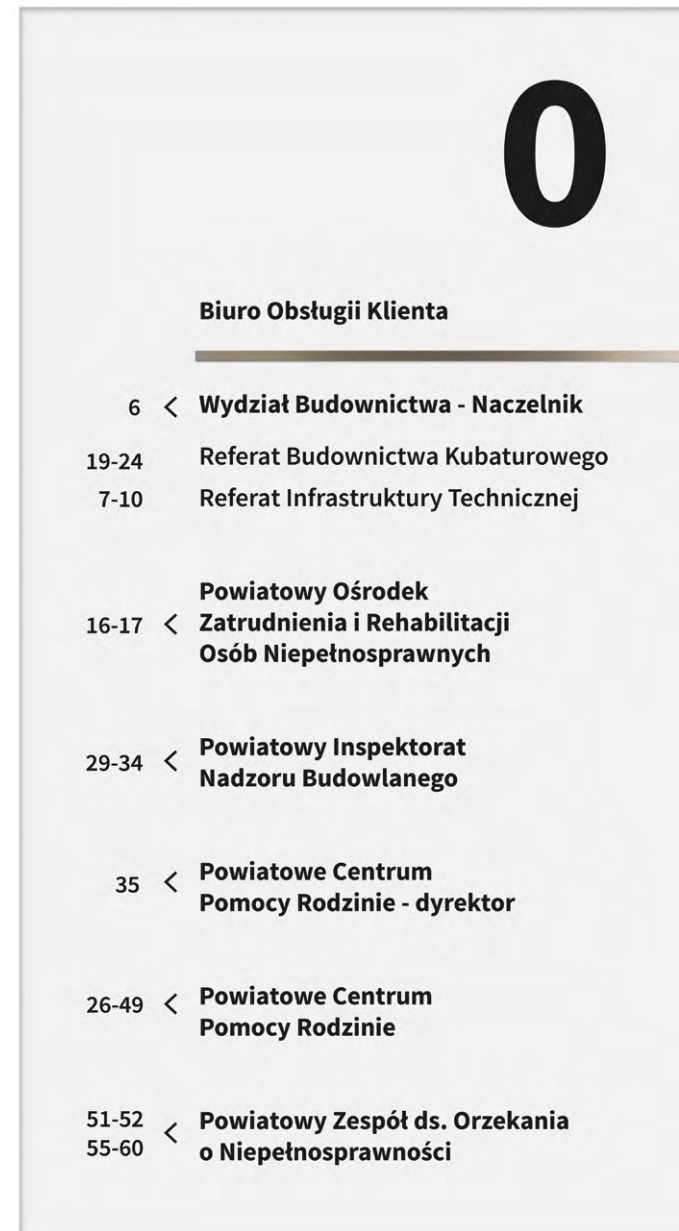 0
Biuro Obsługii Klienta
6 < Wydział Budownictwa - Naczelnik
19-24 Referat Budownictwa Kubaturowego
7-10 Referat Infrastruktury Technicznej
Powiatowy Ośrodek
16-17 < Zatrudnienia i Rehabilitacji
Osób Niepełnosprawnych
29-34 < Powiatowy Inspektorat
Nadzoru Budowlanego
35 < Powiatowe Centrum
Pomocy Rodzinie - dyrektor
26-49 < Powiatowe Centrum
Pomocy Rodzinie
51-52 < Powiatowy Zespół ds. Orzekania
55-60 o Niepełnosprawności